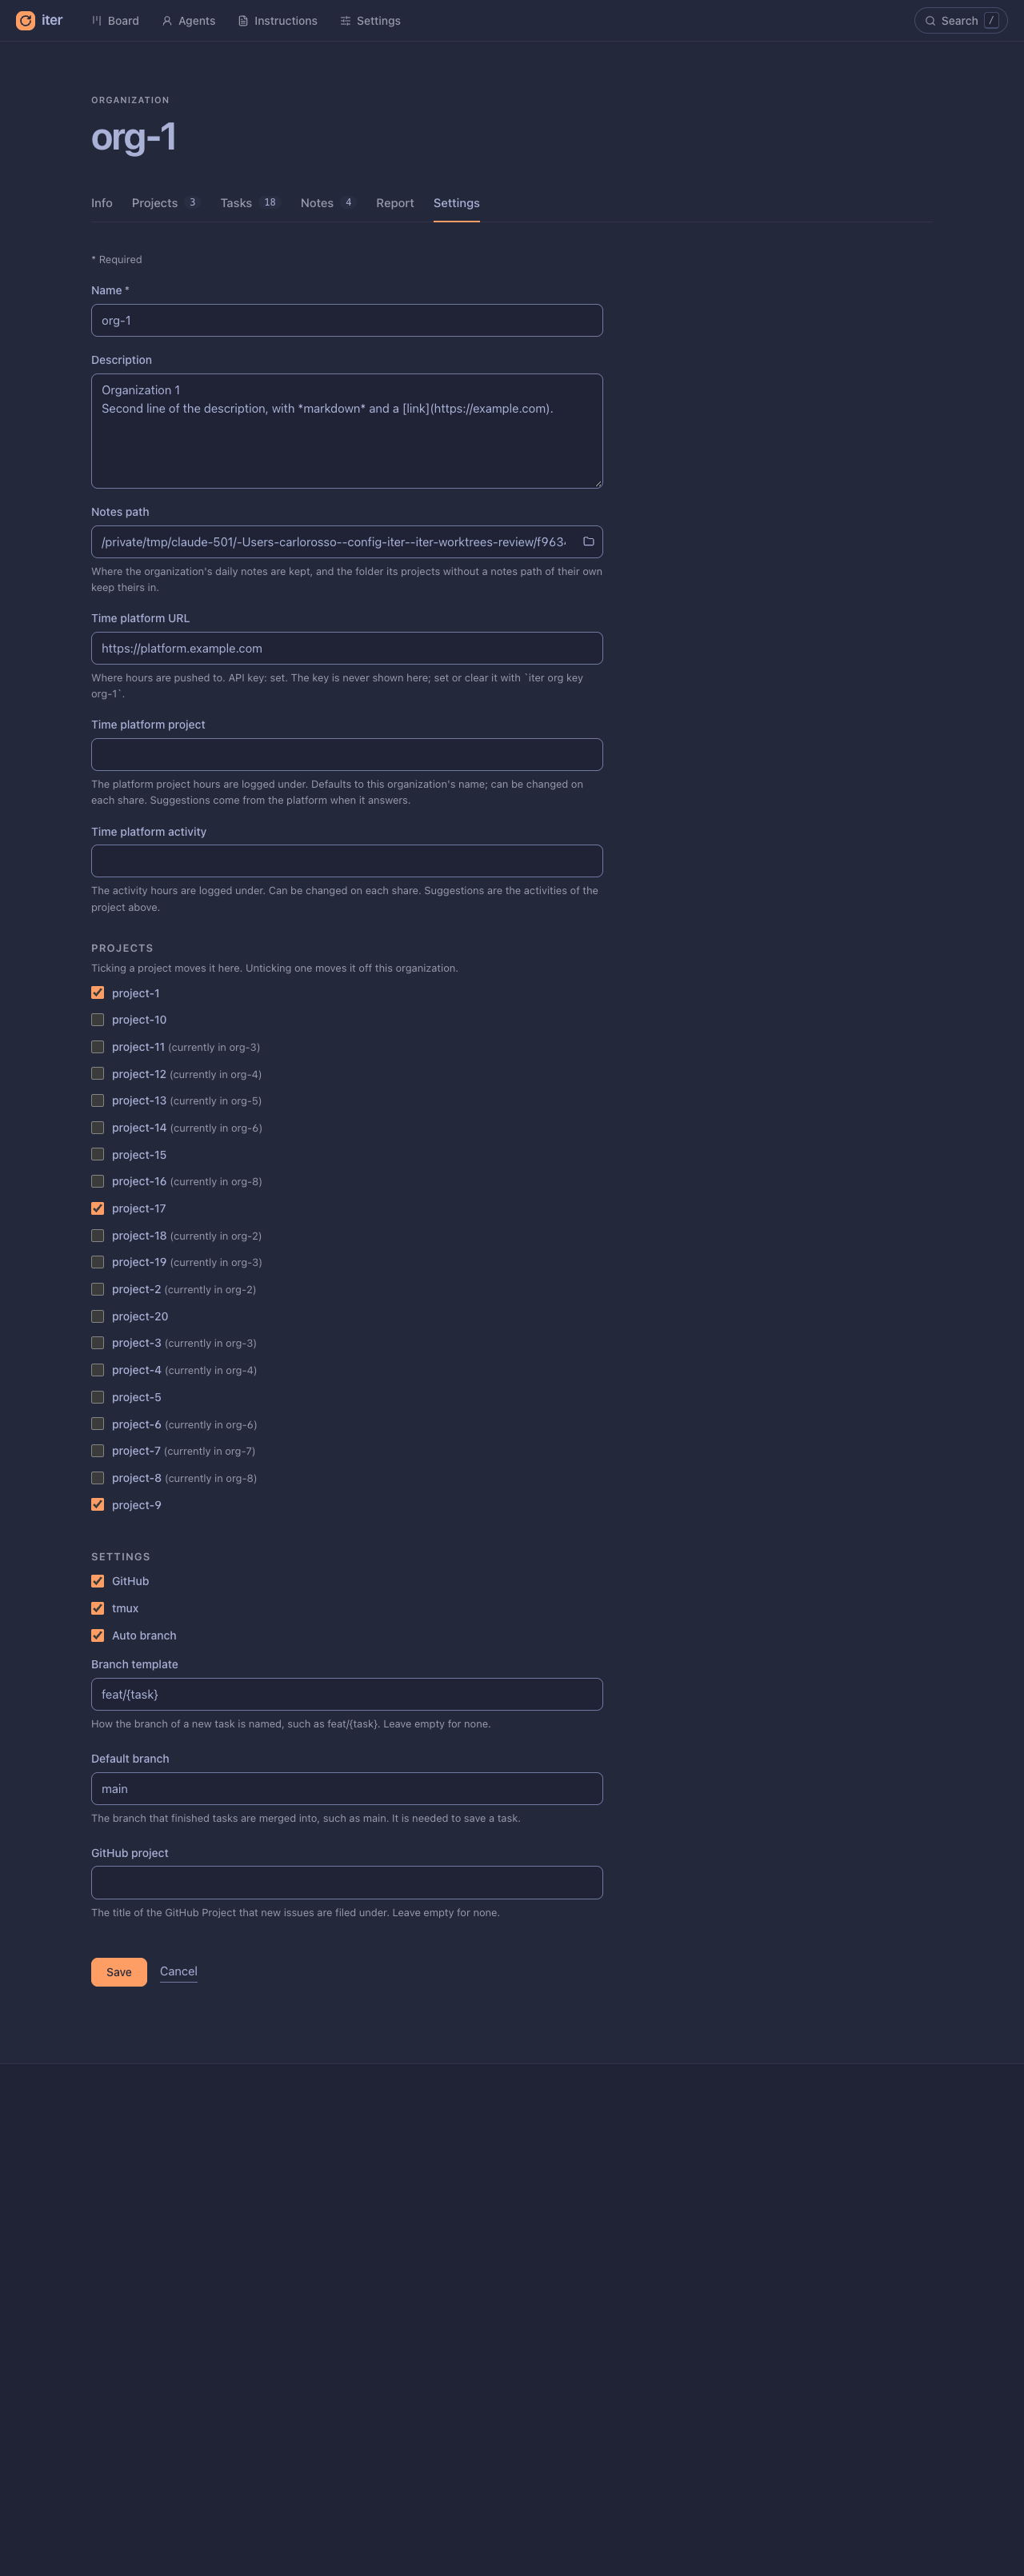 iter
Board
Agents
Instructions
Settings
Search /
ORGANIZATION
org-1
Info
Projects 3
Tasks 18
Notes 4
Report
Settings
* Required
Name *
org-1
Description
Organization 1
Second line of the description, with *markdown* and a [link](https://example.com).
Notes path
/private/tmp/claude-501/-Users-carlorosso--config-iter--iter-worktrees-review/f963
Where the organization's daily notes are kept, and the folder its projects without a notes path of their own
keep theirs in.
Time platform URL
https://platform.example.com
Where hours are pushed to. API key: set. The key is never shown here; set or clear it with `iter org key
org-1`.
Time platform project
The platform project hours are logged under. Defaults to this organization's name; can be changed on
each share. Suggestions come from the platform when it answers.
Time platform activity
The activity hours are logged under. Can be changed on each share. Suggestions are the activities of the
project above.
PROJECTS
Ticking a project moves it here. Unticking one moves it off this organization.
project-1
project-10
project-11 (currently in org-3)
project-12 (currently in org-4)
project-13 (currently in org-5)
project-14 (currently in org-6)
project-15
project-16 (currently in org-8)
project-17
project-18 (currently in org-2)
project-19 (currently in org-3)
project-2 (currently in org-2)
project-20
project-3 (currently in org-3)
project-4 (currently in org-4)
project-5
project-6 (currently in org-6)
project-7 (currently in org-7)
project-8 (currently in org-8)
project-9
SETTINGS
GitHub
tmux
Auto branch
Branch template
feat/{task}
How the branch of a new task is named, such as feat/{task}. Leave empty for none.
Default branch
main
The branch that finished tasks are merged into, such as main. It is needed to save a task.
GitHub project
The title of the GitHub Project that new issues are filed under. Leave empty for none.
Save
Cancel